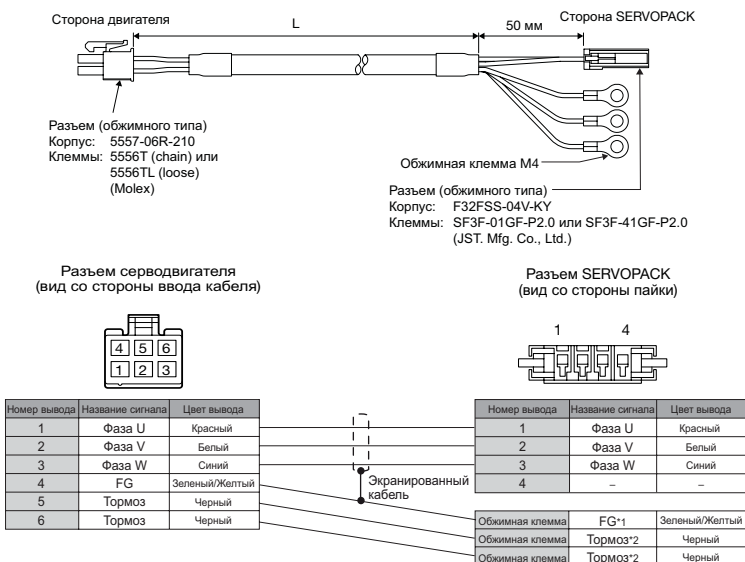 Сторона двигателя
L
50 мм
Сторона SERVOPACK
Разъем (обжимного типа)
Корпус: 5557-06R-210
Клеммы: 5556T (chain) или
5556TL (loose)
(Molex)
Обжимная клемма M4
Разъем (обжимного типа)
Корпус: F32FSS-04V-KY
Клеммы: SF3F-01GF-P2.0 или SF3F-41GF-P2.0
(JST. Mfg. Co., Ltd.)
Разъем серводвигателя
(вид со стороны ввода кабеля)
4 5 6
1 2 3
Разъем SERVOPACK
(вид со стороны пайки)
1 4
Номер вывода Название сигнала Цвет вывода
1 Фаза U Красный
2 Фаза V Белый
3 Фаза W Синий
4 FG Зеленый/Желтый
5 Тормоз Черный
6 Тормоз Черный
Экранированный
кабель
Номер вывода Название сигнала Цвет вывода
1 Фаза U Красный
2 Фаза V Белый
3 Фаза W Синий
4 – –
Обжимная клемма FG*1 Зеленый/Желтый
Обжимная клемма Тормоз*2 Черный
Обжимная клемма Тормоз*2 Черный